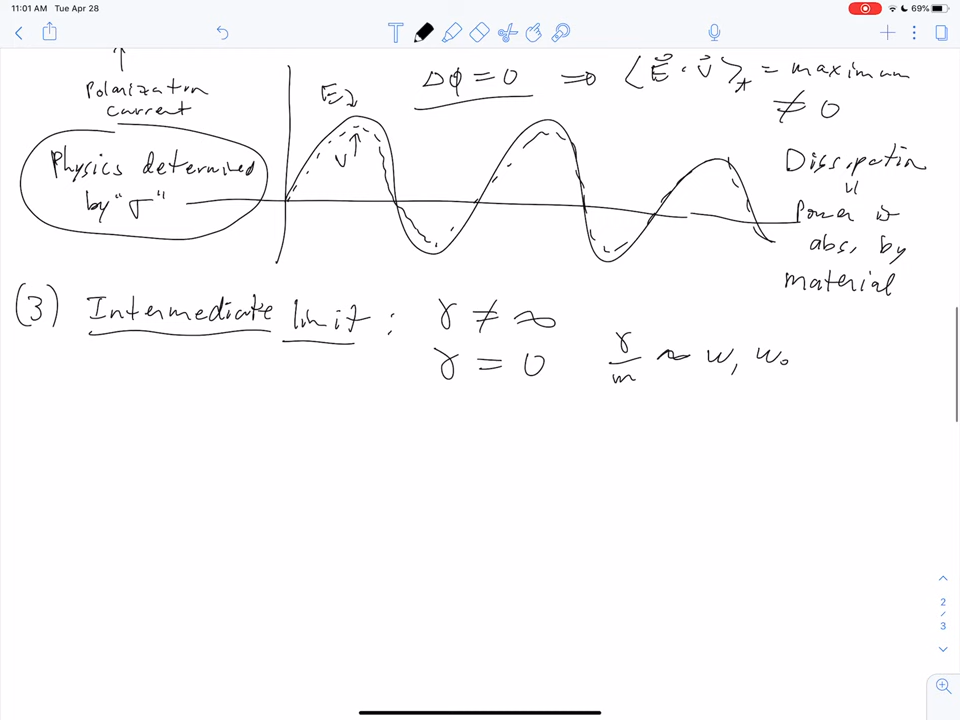 11:01 AM Tue Apr 28
69%
T
↑
Polarization
current
Δφ = 0 ⇒ ⟨E⃗ · v⃗⟩t = maximum
≠ 0
E
v
Physics determined
by "σ"
Dissipation
⇓
Power is
abs. by
material
(3) Intermediate limit : γ ≠ ∞
γ = 0 γ/m ~ ω, ω₀
2
/
3